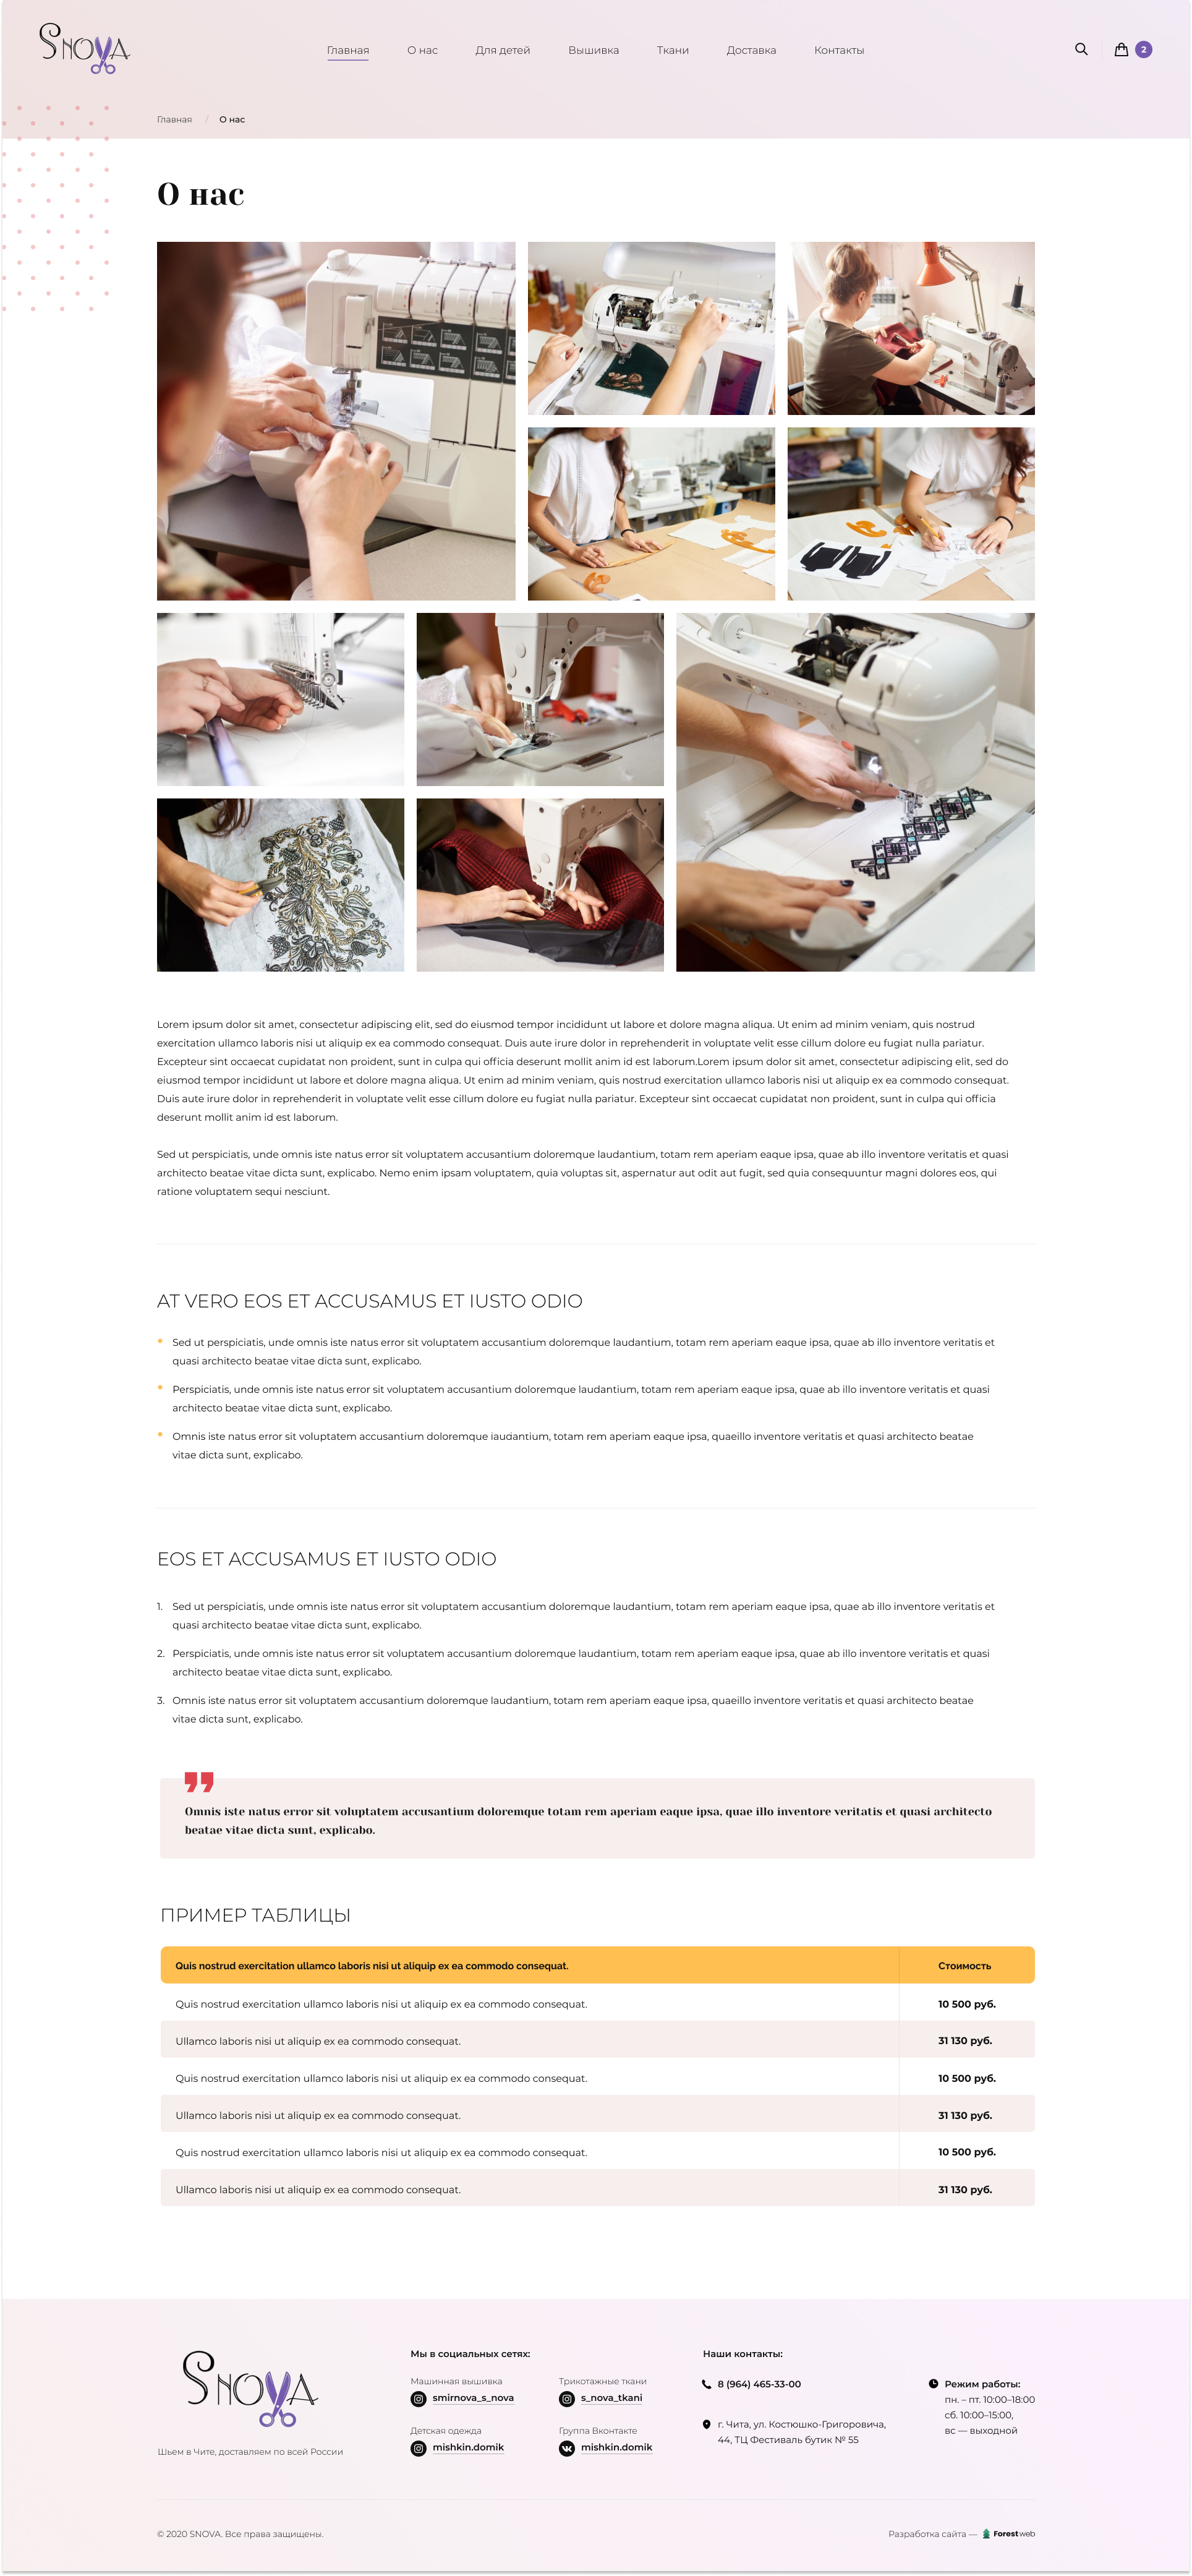 SNOVA
Главная
О нас
Для детей
Вышивка
Ткани
Доставка
Контакты
2
Главная / О нас
О нас
Lorem ipsum dolor sit amet, consectetur adipiscing elit, sed do eiusmod tempor incididunt ut labore et dolore magna aliqua. Ut enim ad minim veniam, quis nostrud
exercitation ullamco laboris nisi ut aliquip ex ea commodo consequat. Duis aute irure dolor in reprehenderit in voluptate velit esse cillum dolore eu fugiat nulla pariatur.
Excepteur sint occaecat cupidatat non proident, sunt in culpa qui officia deserunt mollit anim id est laborum.Lorem ipsum dolor sit amet, consectetur adipiscing elit, sed do
eiusmod tempor incididunt ut labore et dolore magna aliqua. Ut enim ad minim veniam, quis nostrud exercitation ullamco laboris nisi ut aliquip ex ea commodo consequat.
Duis aute irure dolor in reprehenderit in voluptate velit esse cillum dolore eu fugiat nulla pariatur. Excepteur sint occaecat cupidatat non proident, sunt in culpa qui officia
deserunt mollit anim id est laborum.
Sed ut perspiciatis, unde omnis iste natus error sit voluptatem accusantium doloremque laudantium, totam rem aperiam eaque ipsa, quae ab illo inventore veritatis et quasi
architecto beatae vitae dicta sunt, explicabo. Nemo enim ipsam voluptatem, quia voluptas sit, aspernatur aut odit aut fugit, sed quia consequuntur magni dolores eos, qui
ratione voluptatem sequi nesciunt.
AT VERO EOS ET ACCUSAMUS ET IUSTO ODIO
Sed ut perspiciatis, unde omnis iste natus error sit voluptatem accusantium doloremque laudantium, totam rem aperiam eaque ipsa, quae ab illo inventore veritatis et
quasi architecto beatae vitae dicta sunt, explicabo.
Perspiciatis, unde omnis iste natus error sit voluptatem accusantium doloremque laudantium, totam rem aperiam eaque ipsa, quae ab illo inventore veritatis et quasi
architecto beatae vitae dicta sunt, explicabo.
Omnis iste natus error sit voluptatem accusantium doloremque iaudantium, totam rem aperiam eaque ipsa, quaeillo inventore veritatis et quasi architecto beatae
vitae dicta sunt, explicabo.
EOS ET ACCUSAMUS ET IUSTO ODIO
1. Sed ut perspiciatis, unde omnis iste natus error sit voluptatem accusantium doloremque laudantium, totam rem aperiam eaque ipsa, quae ab illo inventore veritatis et
quasi architecto beatae vitae dicta sunt, explicabo.
2. Perspiciatis, unde omnis iste natus error sit voluptatem accusantium doloremque laudantium, totam rem aperiam eaque ipsa, quae ab illo inventore veritatis et quasi
architecto beatae vitae dicta sunt, explicabo.
3. Omnis iste natus error sit voluptatem accusantium doloremque laudantium, totam rem aperiam eaque ipsa, quaeillo inventore veritatis et quasi architecto beatae
vitae dicta sunt, explicabo.
Omnis iste natus error sit voluptatem accusantium doloremque totam rem aperiam eaque ipsa, quae illo inventore veritatis et quasi architecto
beatae vitae dicta sunt, explicabo.
ПРИМЕР ТАБЛИЦЫ
Quis nostrud exercitation ullamco laboris nisi ut aliquip ex ea commodo consequat. Стоимость
Quis nostrud exercitation ullamco laboris nisi ut aliquip ex ea commodo consequat. 10 500 руб.
Ullamco laboris nisi ut aliquip ex ea commodo consequat. 31 130 руб.
Quis nostrud exercitation ullamco laboris nisi ut aliquip ex ea commodo consequat. 10 500 руб.
Ullamco laboris nisi ut aliquip ex ea commodo consequat. 31 130 руб.
Quis nostrud exercitation ullamco laboris nisi ut aliquip ex ea commodo consequat. 10 500 руб.
Ullamco laboris nisi ut aliquip ex ea commodo consequat. 31 130 руб.
SNOVA
Шьем в Чите, доставляем по всей России
Мы в социальных сетях:
Машинная вышивка
smirnova_s_nova
Трикотажные ткани
s_nova_tkani
Детская одежда
mishkin.domik
Группа Вконтакте
mishkin.domik
Наши контакты:
8 (964) 465-33-00
г. Чита, ул. Костюшко-Григоровича,
44, ТЦ Фестиваль бутик № 55
Режим работы:
пн. – пт. 10:00–18:00
сб. 10:00–15:00,
вс — выходной
© 2020 SNOVA. Все права защищены.
Разработка сайта — Forestweb